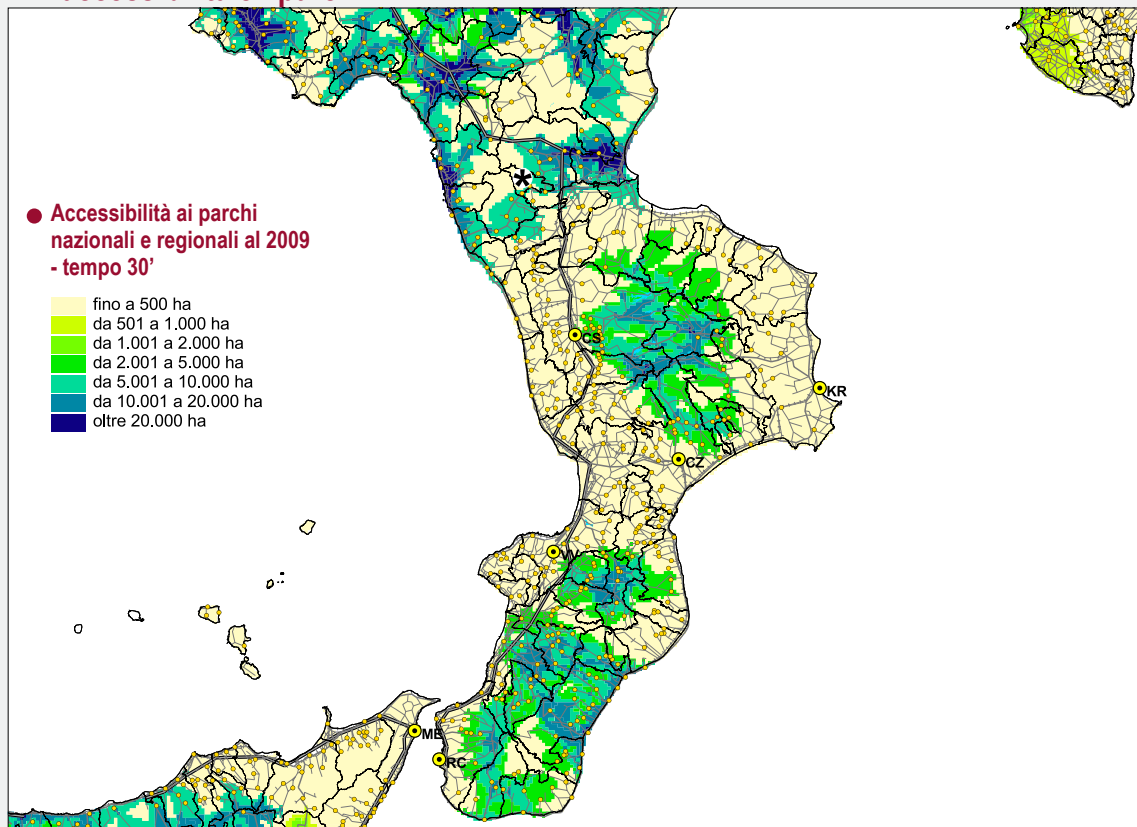 ● Accessibilità ai parchi
nazionali e regionali al 2009
- tempo 30’
fino a 500 ha
da 501 a 1.000 ha
da 1.001 a 2.000 ha
da 2.001 a 5.000 ha
da 5.001 a 10.000 ha
da 10.001 a 20.000 ha
oltre 20.000 ha
*
CS
KR
CZ
VV
ME
RC